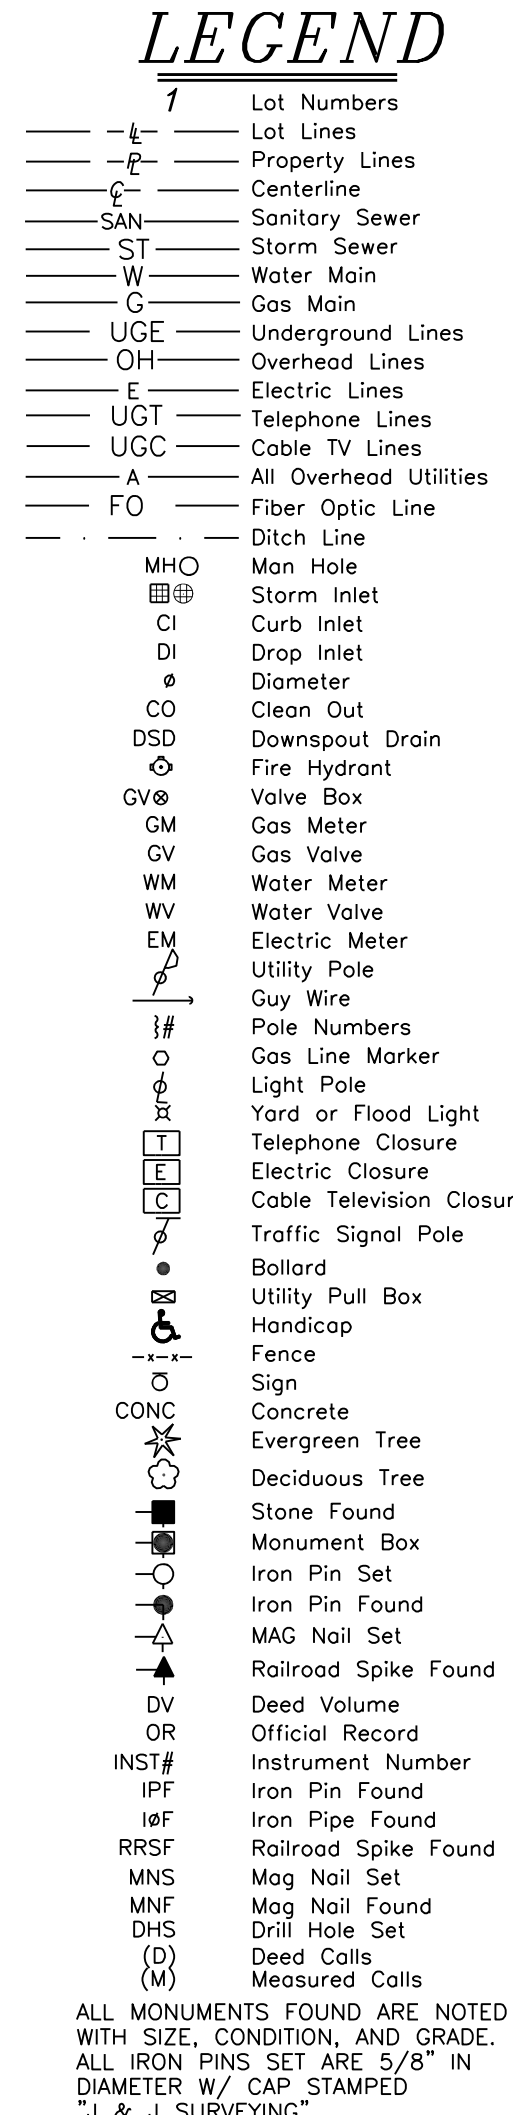 LEGEND
1 Lot Numbers
LL Lot Lines
PL Property Lines
CL Centerline
SAN Sanitary Sewer
ST Storm Sewer
W Water Main
G Gas Main
UGE Underground Lines
OH Overhead Lines
E Electric Lines
UGT Telephone Lines
UGC Cable TV Lines
A All Overhead Utilities
FO Fiber Optic Line
Ditch Line
MH Man Hole
Storm Inlet
CI Curb Inlet
DI Drop Inlet
ø Diameter
CO Clean Out
DSD Downspout Drain
Fire Hydrant
GV Valve Box
GM Gas Meter
GV Gas Valve
WM Water Meter
WV Water Valve
EM Electric Meter
Utility Pole
Guy Wire
# Pole Numbers
Gas Line Marker
Light Pole
Yard or Flood Light
T Telephone Closure
E Electric Closure
C Cable Television Closur
Traffic Signal Pole
Bollard
Utility Pull Box
Handicap
x x Fence
Sign
CONC Concrete
Evergreen Tree
Deciduous Tree
Stone Found
Monument Box
Iron Pin Set
Iron Pin Found
MAG Nail Set
Railroad Spike Found
DV Deed Volume
OR Official Record
INST# Instrument Number
IPF Iron Pin Found
IøF Iron Pipe Found
RRSF Railroad Spike Found
MNS Mag Nail Set
MNF Mag Nail Found
DHS Drill Hole Set
(D) Deed Calls
(M) Measured Calls
ALL MONUMENTS FOUND ARE NOTED
WITH SIZE, CONDITION, AND GRADE.
ALL IRON PINS SET ARE 5/8" IN
DIAMETER W/ CAP STAMPED
"J & J SURVEYING"